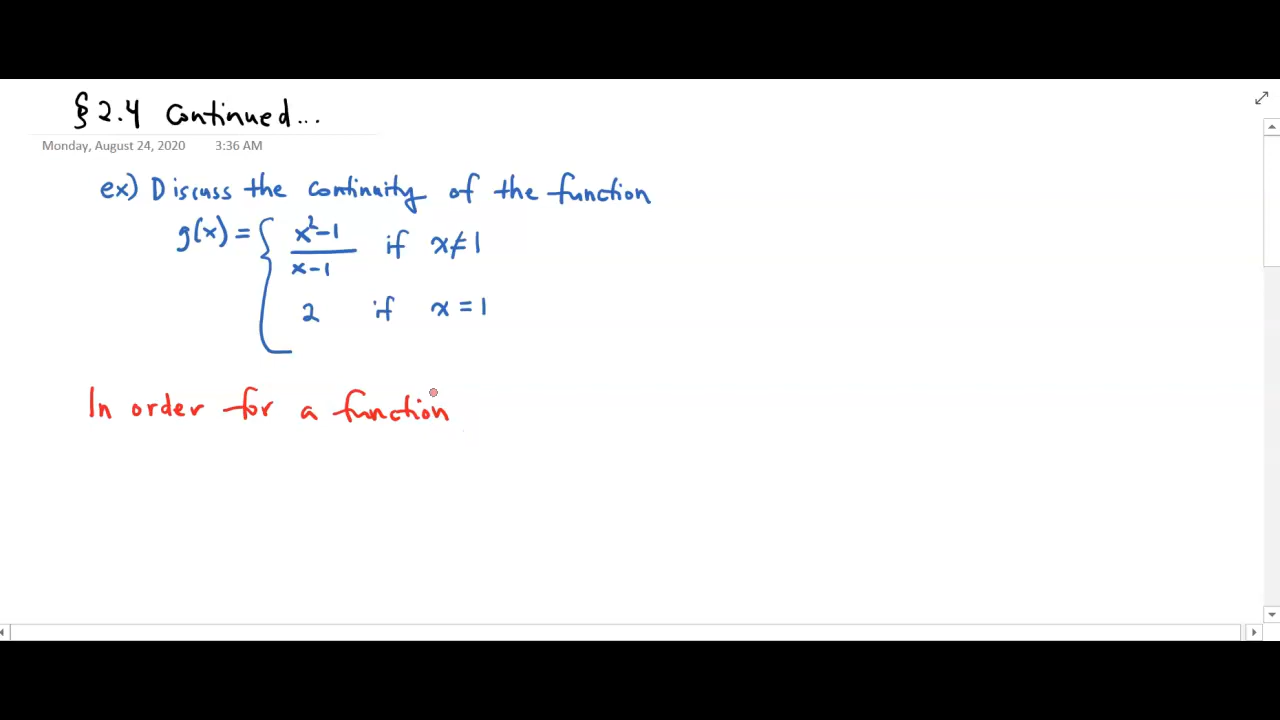 § 2.4 Continued...
Monday, August 24, 2020 3:36 AM
ex) Discuss the continuity of the function
g(x) = { x²-1 / x-1 if x≠1
2 if x = 1
In order for a function